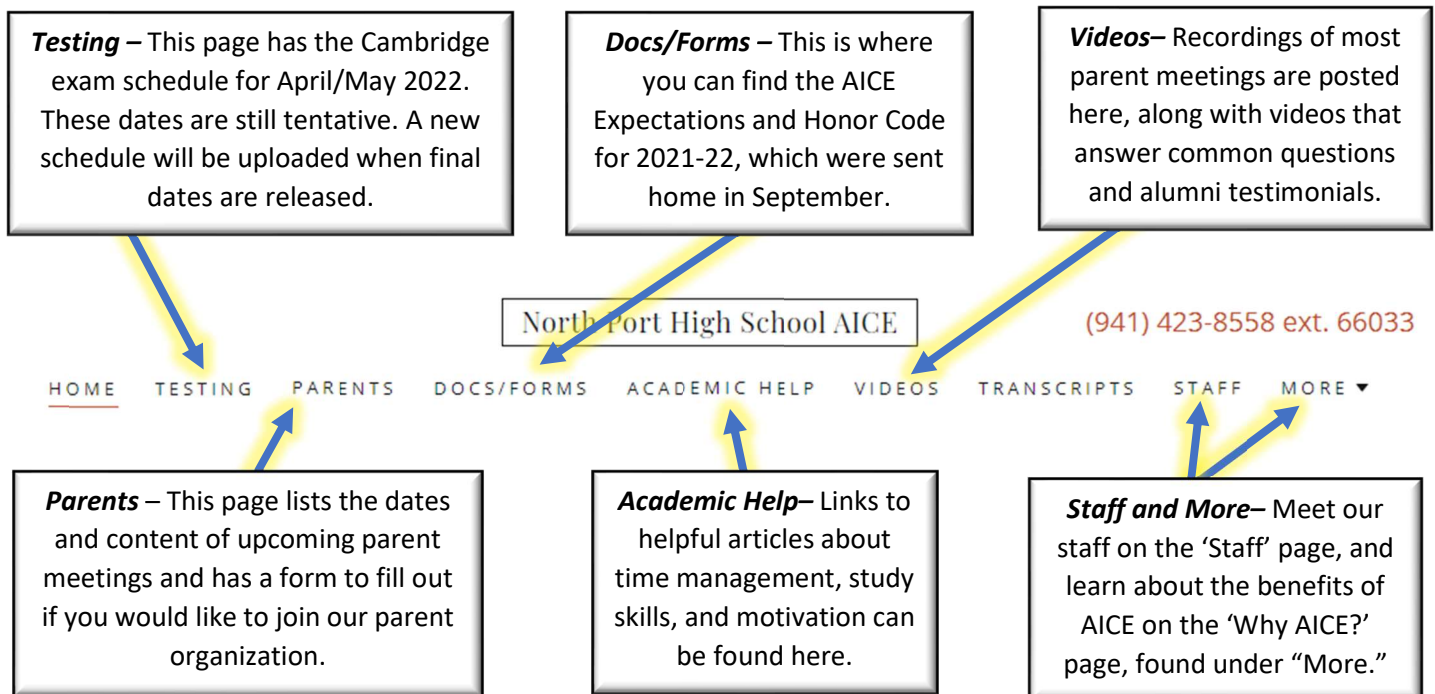 Testing – This page has the Cambridge
exam schedule for April/May 2022.
These dates are still tentative. A new
schedule will be uploaded when final
dates are released.
Docs/Forms – This is where
you can find the AICE
Expectations and Honor Code
for 2021-22, which were sent
home in September.
Videos– Recordings of most
parent meetings are posted
here, along with videos that
answer common questions
and alumni testimonials.
North Port High School AICE
(941) 423-8558 ext. 66033
HOME TESTING PARENTS DOCS/FORMS ACADEMIC HELP VIDEOS TRANSCRIPTS STAFF MORE ▼
Parents – This page lists the dates
and content of upcoming parent
meetings and has a form to fill out
if you would like to join our parent
organization.
Academic Help– Links to
helpful articles about
time management, study
skills, and motivation can
be found here.
Staff and More– Meet our
staff on the ‘Staff’ page, and
learn about the benefits of
AICE on the ‘Why AICE?’
page, found under “More.”